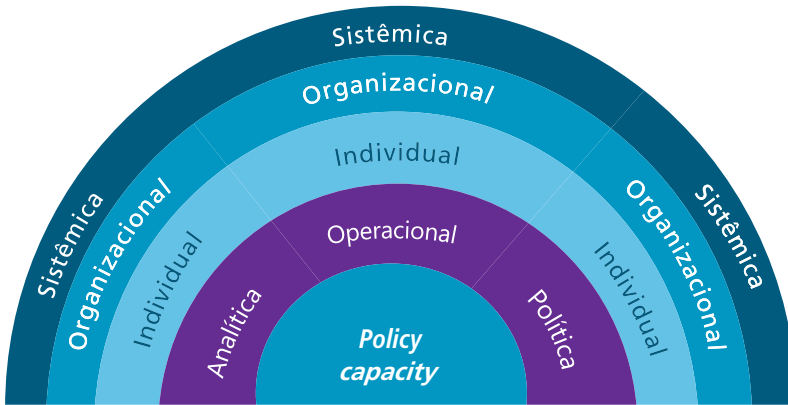 Sistêmica
Organizacional
Individual
Operacional
Sistêmica
Organizacional
Individual
Analítica
Sistêmica
Organizacional
Individual
Política
Policy
capacity